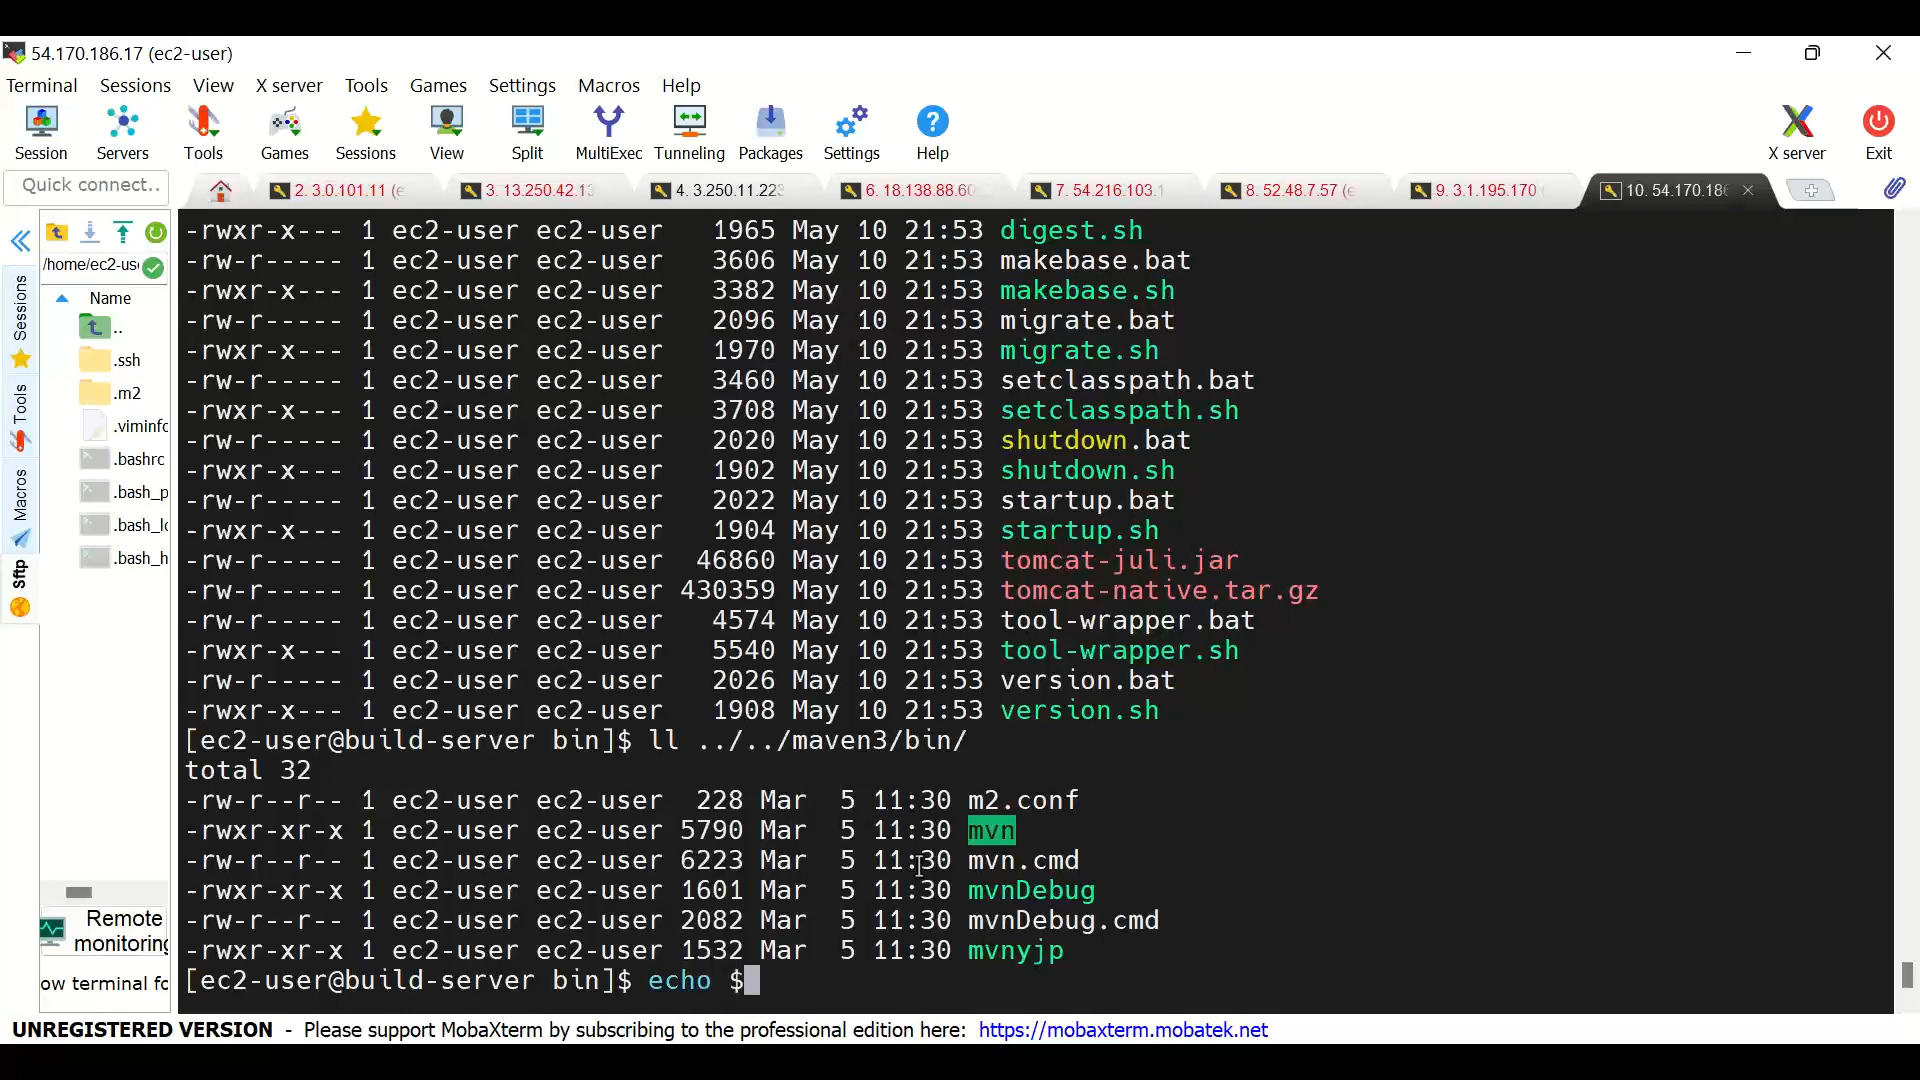 54.170.186.17 (ec2-user)
Terminal Sessions View X server Tools Games Settings Macros Help
Session Servers Tools Games Sessions View Split MultiExec Tunneling Packages Settings Help X server Exit
Quick connect..
2. 3.0.101.11 (e
3. 13.250.42.13
4. 3.250.11.223
6. 18.138.88.60
7. 54.216.103.1
8. 52.48.7.57 (e
9. 3.1.195.170
10. 54.170.186
/home/ec2-us
Name
..
.ssh
.m2
.viminfo
.bashrc
.bash_p
.bash_lo
.bash_h
Sessions
Tools
Macros
Sftp
Remote
monitoring
ow terminal fo
-rwxr-x--- 1 ec2-user ec2-user 1965 May 10 21:53 digest.sh
-rw-r----- 1 ec2-user ec2-user 3606 May 10 21:53 makebase.bat
-rwxr-x--- 1 ec2-user ec2-user 3382 May 10 21:53 makebase.sh
-rw-r----- 1 ec2-user ec2-user 2096 May 10 21:53 migrate.bat
-rwxr-x--- 1 ec2-user ec2-user 1970 May 10 21:53 migrate.sh
-rw-r----- 1 ec2-user ec2-user 3460 May 10 21:53 setclasspath.bat
-rwxr-x--- 1 ec2-user ec2-user 3708 May 10 21:53 setclasspath.sh
-rw-r----- 1 ec2-user ec2-user 2020 May 10 21:53 shutdown.bat
-rwxr-x--- 1 ec2-user ec2-user 1902 May 10 21:53 shutdown.sh
-rw-r----- 1 ec2-user ec2-user 2022 May 10 21:53 startup.bat
-rwxr-x--- 1 ec2-user ec2-user 1904 May 10 21:53 startup.sh
-rw-r----- 1 ec2-user ec2-user 46860 May 10 21:53 tomcat-juli.jar
-rw-r----- 1 ec2-user ec2-user 430359 May 10 21:53 tomcat-native.tar.gz
-rw-r----- 1 ec2-user ec2-user 4574 May 10 21:53 tool-wrapper.bat
-rwxr-x--- 1 ec2-user ec2-user 5540 May 10 21:53 tool-wrapper.sh
-rw-r----- 1 ec2-user ec2-user 2026 May 10 21:53 version.bat
-rwxr-x--- 1 ec2-user ec2-user 1908 May 10 21:53 version.sh
[ec2-user@build-server bin]$ ll ../../maven3/bin/
total 32
-rw-r--r-- 1 ec2-user ec2-user 228 Mar 5 11:30 m2.conf
-rwxr-xr-x 1 ec2-user ec2-user 5790 Mar 5 11:30 mvn
-rw-r--r-- 1 ec2-user ec2-user 6223 Mar 5 11:30 mvn.cmd
-rwxr-xr-x 1 ec2-user ec2-user 1601 Mar 5 11:30 mvnDebug
-rw-r--r-- 1 ec2-user ec2-user 2082 Mar 5 11:30 mvnDebug.cmd
-rwxr-xr-x 1 ec2-user ec2-user 1532 Mar 5 11:30 mvnyjp
[ec2-user@build-server bin]$ echo $
UNREGISTERED VERSION - Please support MobaXterm by subscribing to the professional edition here: https://mobaxterm.mobatek.net